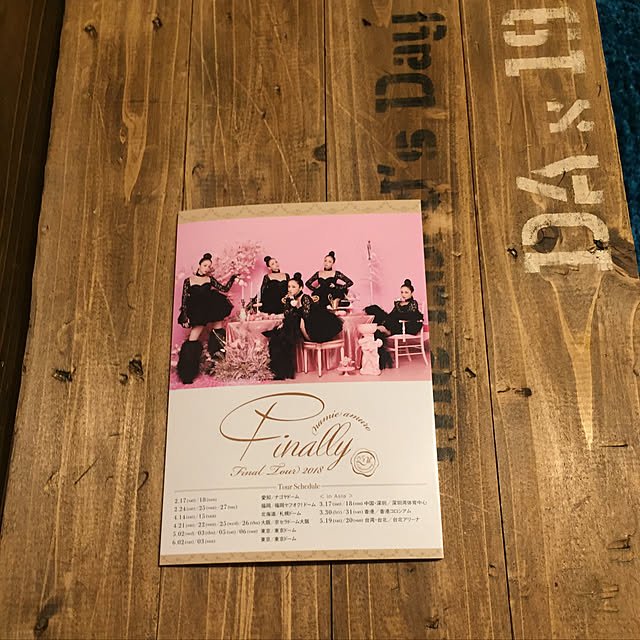 namie amuro
Finally
Final Tour 2018
Tour Schedule
2.17(sat)/18(sun) 愛知/ナゴヤドーム
2.24(sat)/25(sun)・27(tue) 福岡/福岡ヤフオク!ドーム
4.14(sat)/15(sun) 北海道/札幌ドーム
4.21(sat)/22(sun)・25(wed)/26(thu) 大阪/京セラドーム大阪
5.02(wed)/03(thu)・05(sat)/06(sun) 東京/東京ドーム
6.02(sat)/03(sun) 東京/東京ドーム
< in Asia >
3.17(sat)/18(sun) 中国・深圳/深圳湾体育中心
3.30(fri)/31(sat) 香港/香港コロシアム
5.19(sat)/20(sun) 台湾・台北/台北アリーナ